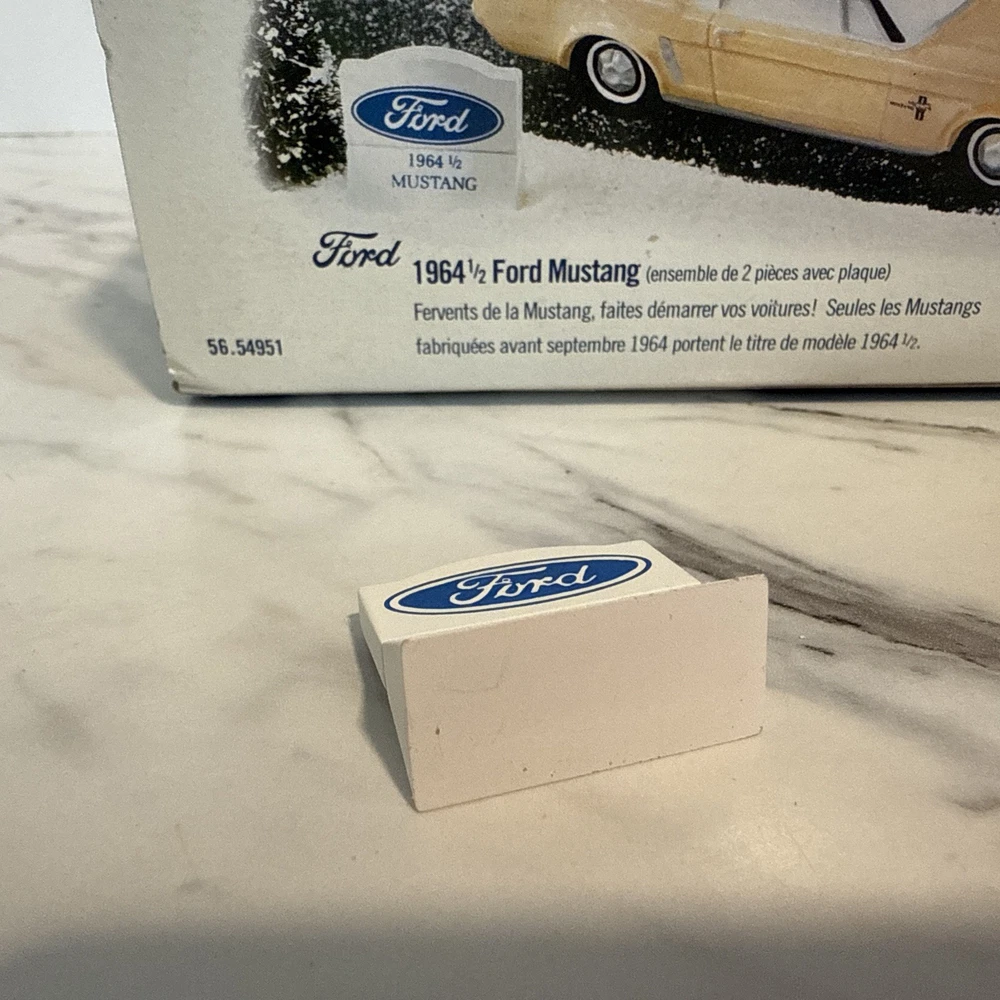 Ford
1964 ½
MUSTANG
Ford 1964½ Ford Mustang (ensemble de 2 pièces avec plaque)
Fervents de la Mustang, faites démarrer vos voitures! Seules les Mustangs
fabriquées avant septembre 1964 portent le titre de modèle 1964 ½.
56.54951
Ford